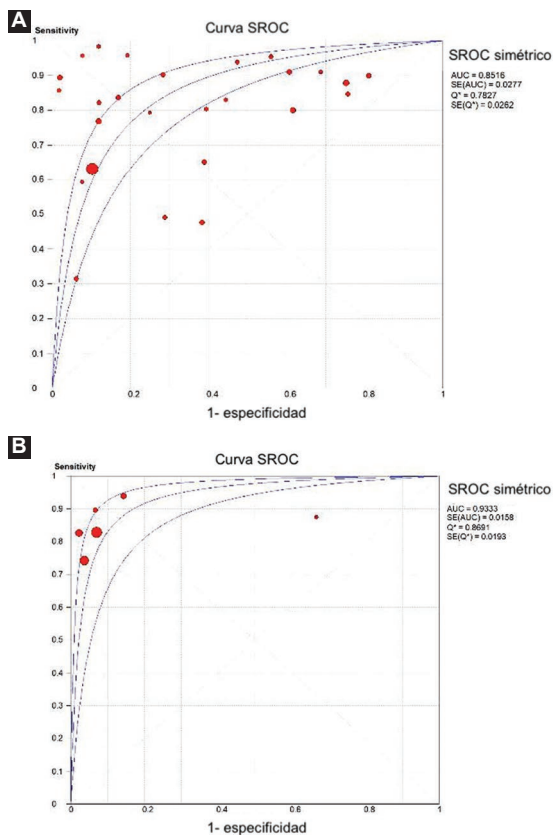 A
Curva SROC
Sensitivity
SROC simétrico
AUC = 0.8516
SE(AUC) = 0.0277
Q* = 0.7827
SE(Q*) = 0.0262
1
0.9
0.8
0.7
0.6
0.5
0.4
0.3
0.2
0.1
0
0 0.2 0.4 0.6 0.8 1
1- especificidad
B
Curva SROC
Sensitivity
SROC simétrico
AUC = 0.9333
SE(AUC) = 0.0158
Q* = 0.8691
SE(Q*) = 0.0193
1
0.9
0.8
0.7
0.6
0.5
0.4
0.3
0.2
0.1
0
0 0.2 0.4 0.6 0.8 1
1- especificidad